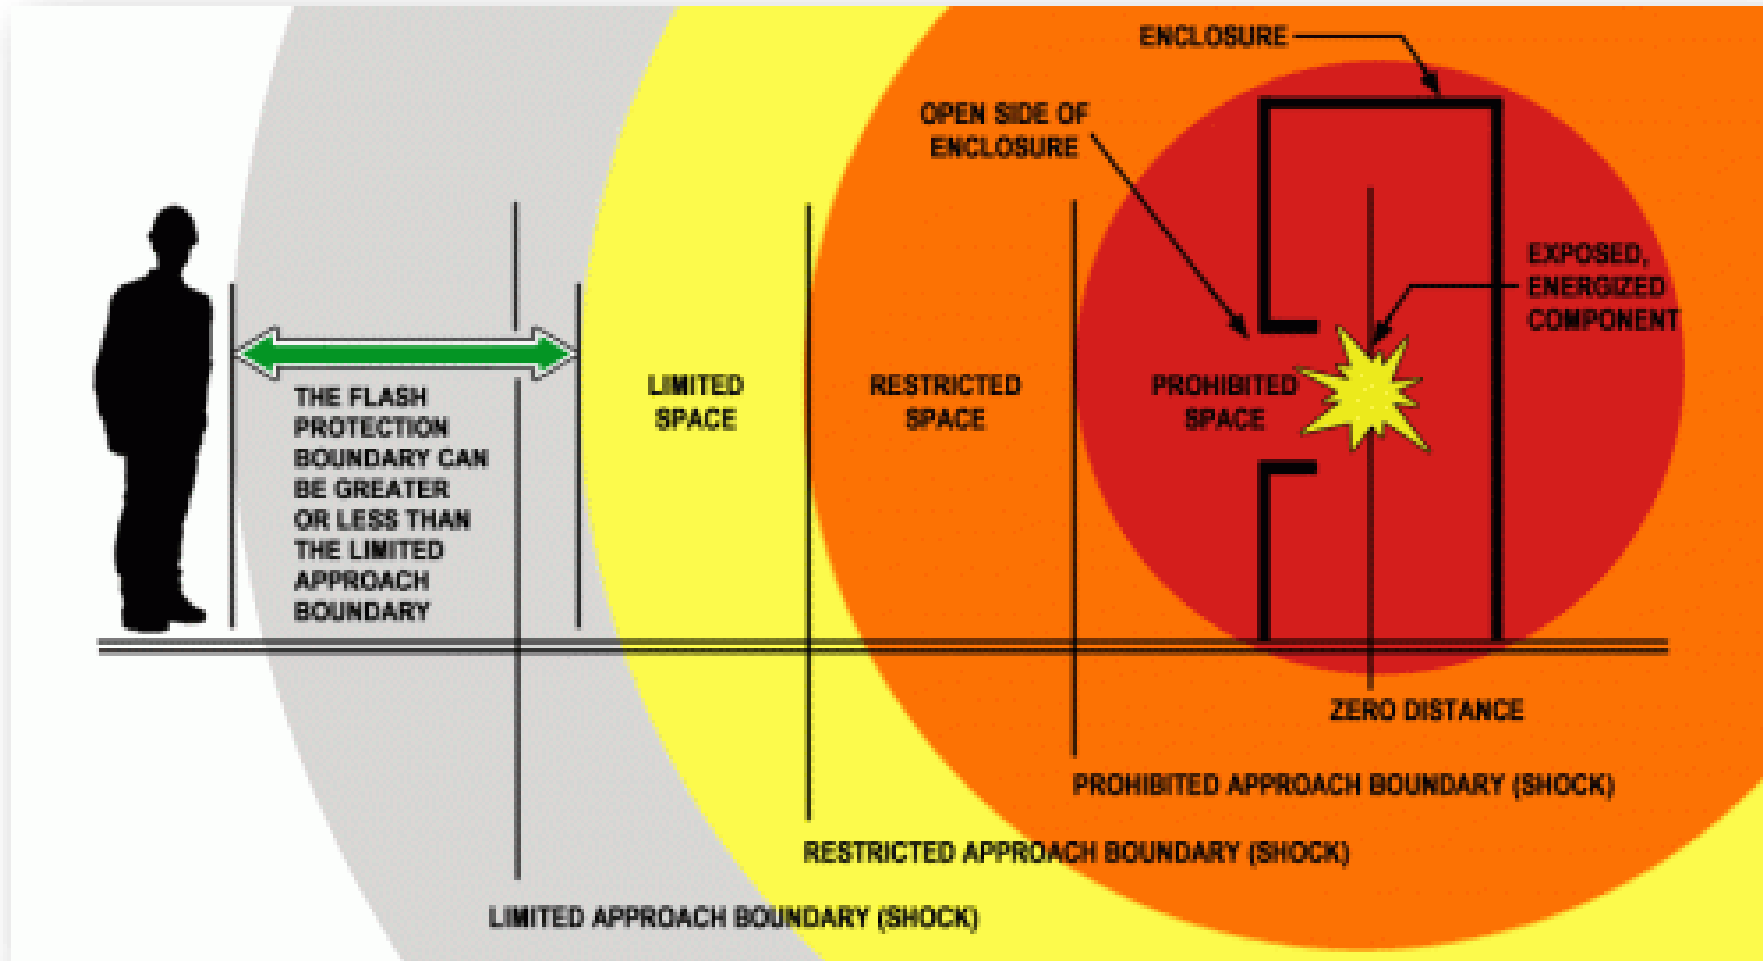 ENCLOSURE
OPEN SIDE OF
ENCLOSURE
EXPOSED,
ENERGIZED
COMPONENT
THE FLASH
PROTECTION
BOUNDARY CAN
BE GREATER
OR LESS THAN
THE LIMITED
APPROACH
BOUNDARY
LIMITED
SPACE
RESTRICTED
SPACE
PROHIBITED
SPACE
ZERO DISTANCE
PROHIBITED APPROACH BOUNDARY (SHOCK)
RESTRICTED APPROACH BOUNDARY (SHOCK)
LIMITED APPROACH BOUNDARY (SHOCK)